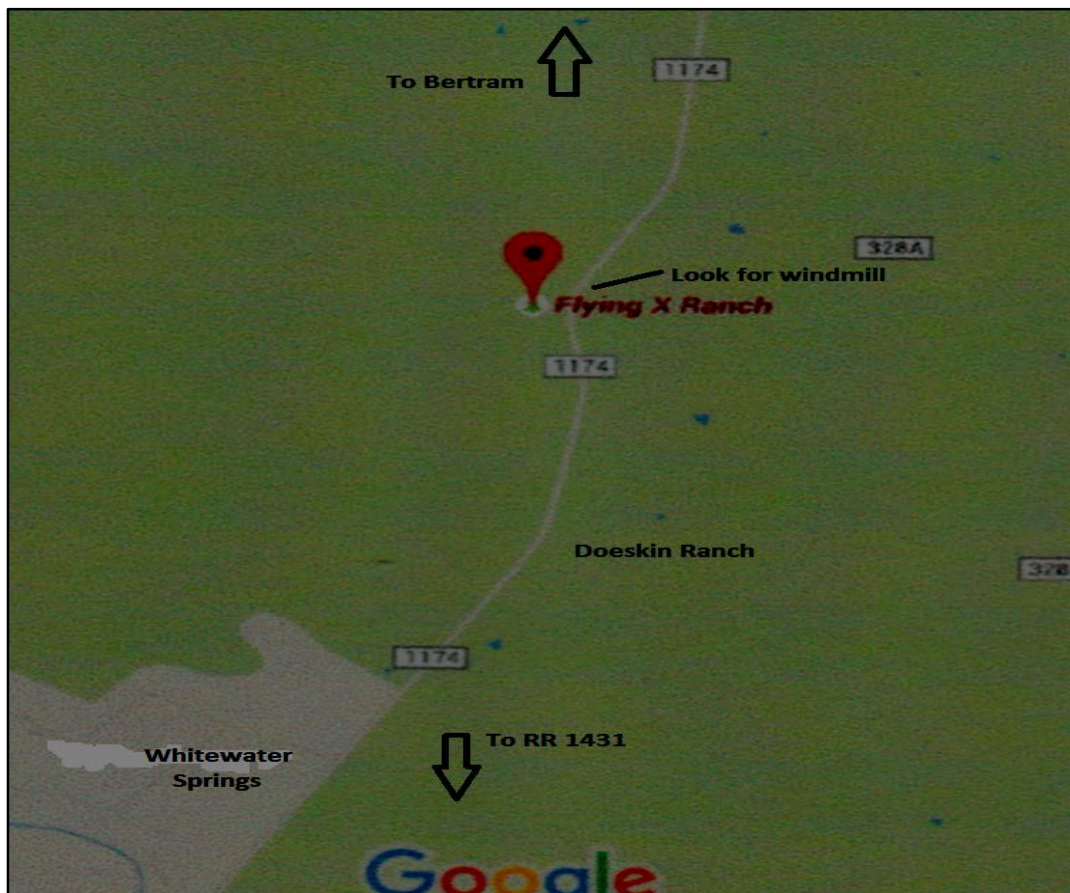 To Bertram
1174
328A
Look for windmill
Flying X Ranch
1174
Doeskin Ranch
328
1174
To RR 1431
Whitewater
Springs
Google